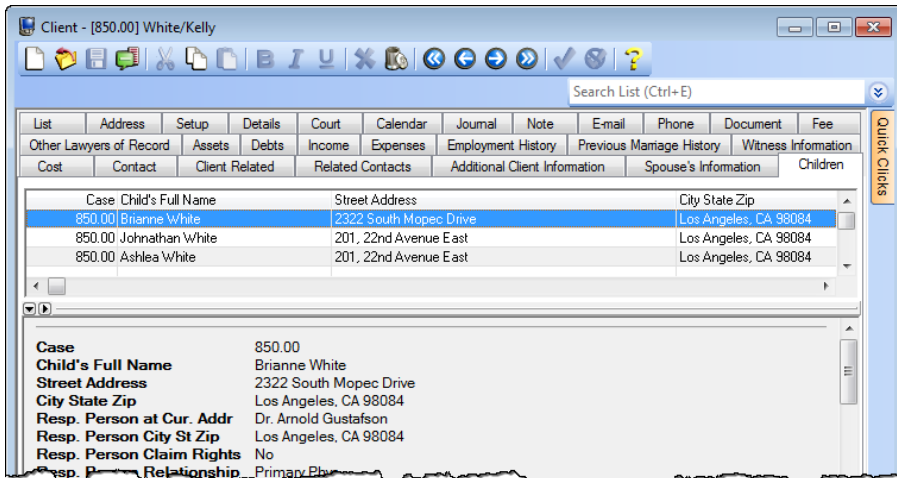 Client - [850.00] White/Kelly
B I U
Search List (Ctrl+E)
List Address Setup Details Court Calendar Journal Note E-mail Phone Document Fee
Other Lawyers of Record Assets Debts Income Expenses Employment History Previous Marriage History Witness Information
Cost Contact Client Related Related Contacts Additional Client Information Spouse's Information Children
Quick Clicks
Case Child's Full Name Street Address City State Zip
850.00 Brianne White 2322 South Mopec Drive Los Angeles, CA 98084
850.00 Johnathan White 201, 22nd Avenue East Los Angeles, CA 98084
850.00 Ashlea White 201, 22nd Avenue East Los Angeles, CA 98084
Case 850.00
Child's Full Name Brianne White
Street Address 2322 South Mopec Drive
City State Zip Los Angeles, CA 98084
Resp. Person at Cur. Addr Dr. Arnold Gustafson
Resp. Person City St Zip Los Angeles, CA 98084
Resp. Person Claim Rights No
Resp. Person Relationship Primary